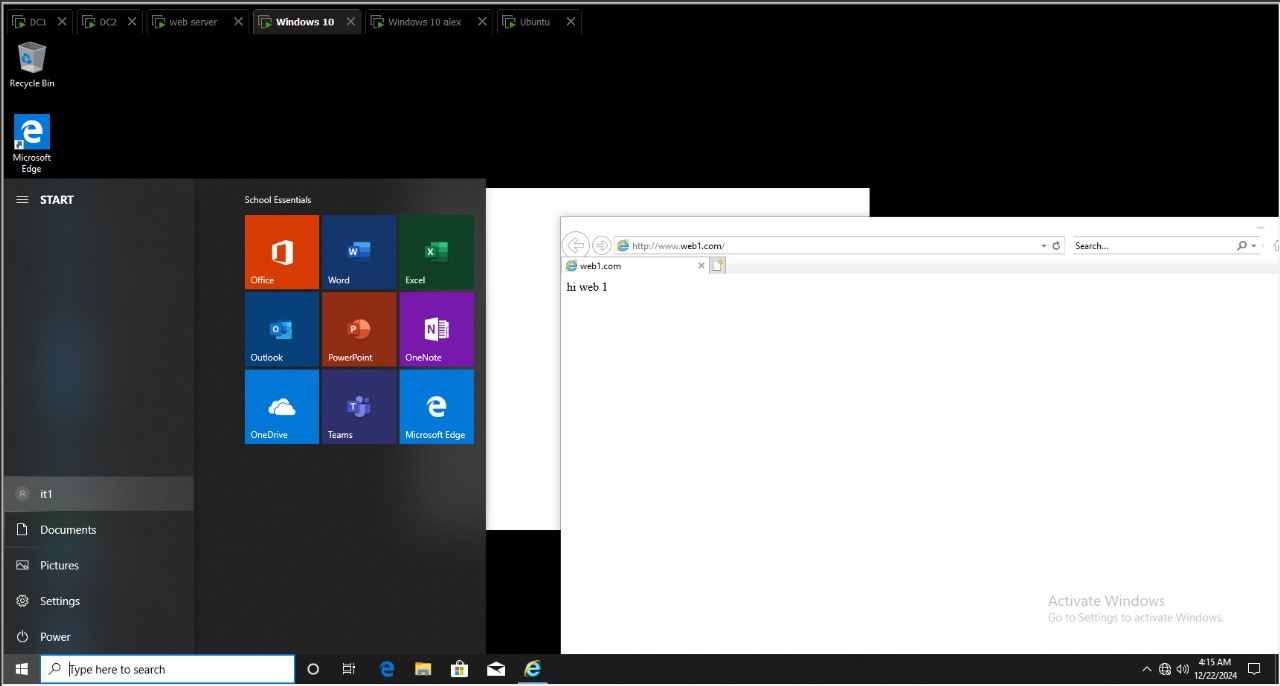 DC1
DC2
web server
Windows 10
Windows 10 alex
Ubuntu
Recycle Bin
Microsoft
Edge
START
School Essentials
Office
Word
Excel
Outlook
PowerPoint
OneNote
OneDrive
Teams
Microsoft Edge
it1
Documents
Pictures
Settings
Power
http://www.web1.com/
Search...
web1.com
hi web 1
Activate Windows
Go to Settings to activate Windows.
Type here to search
4:15 AM
12/22/2024